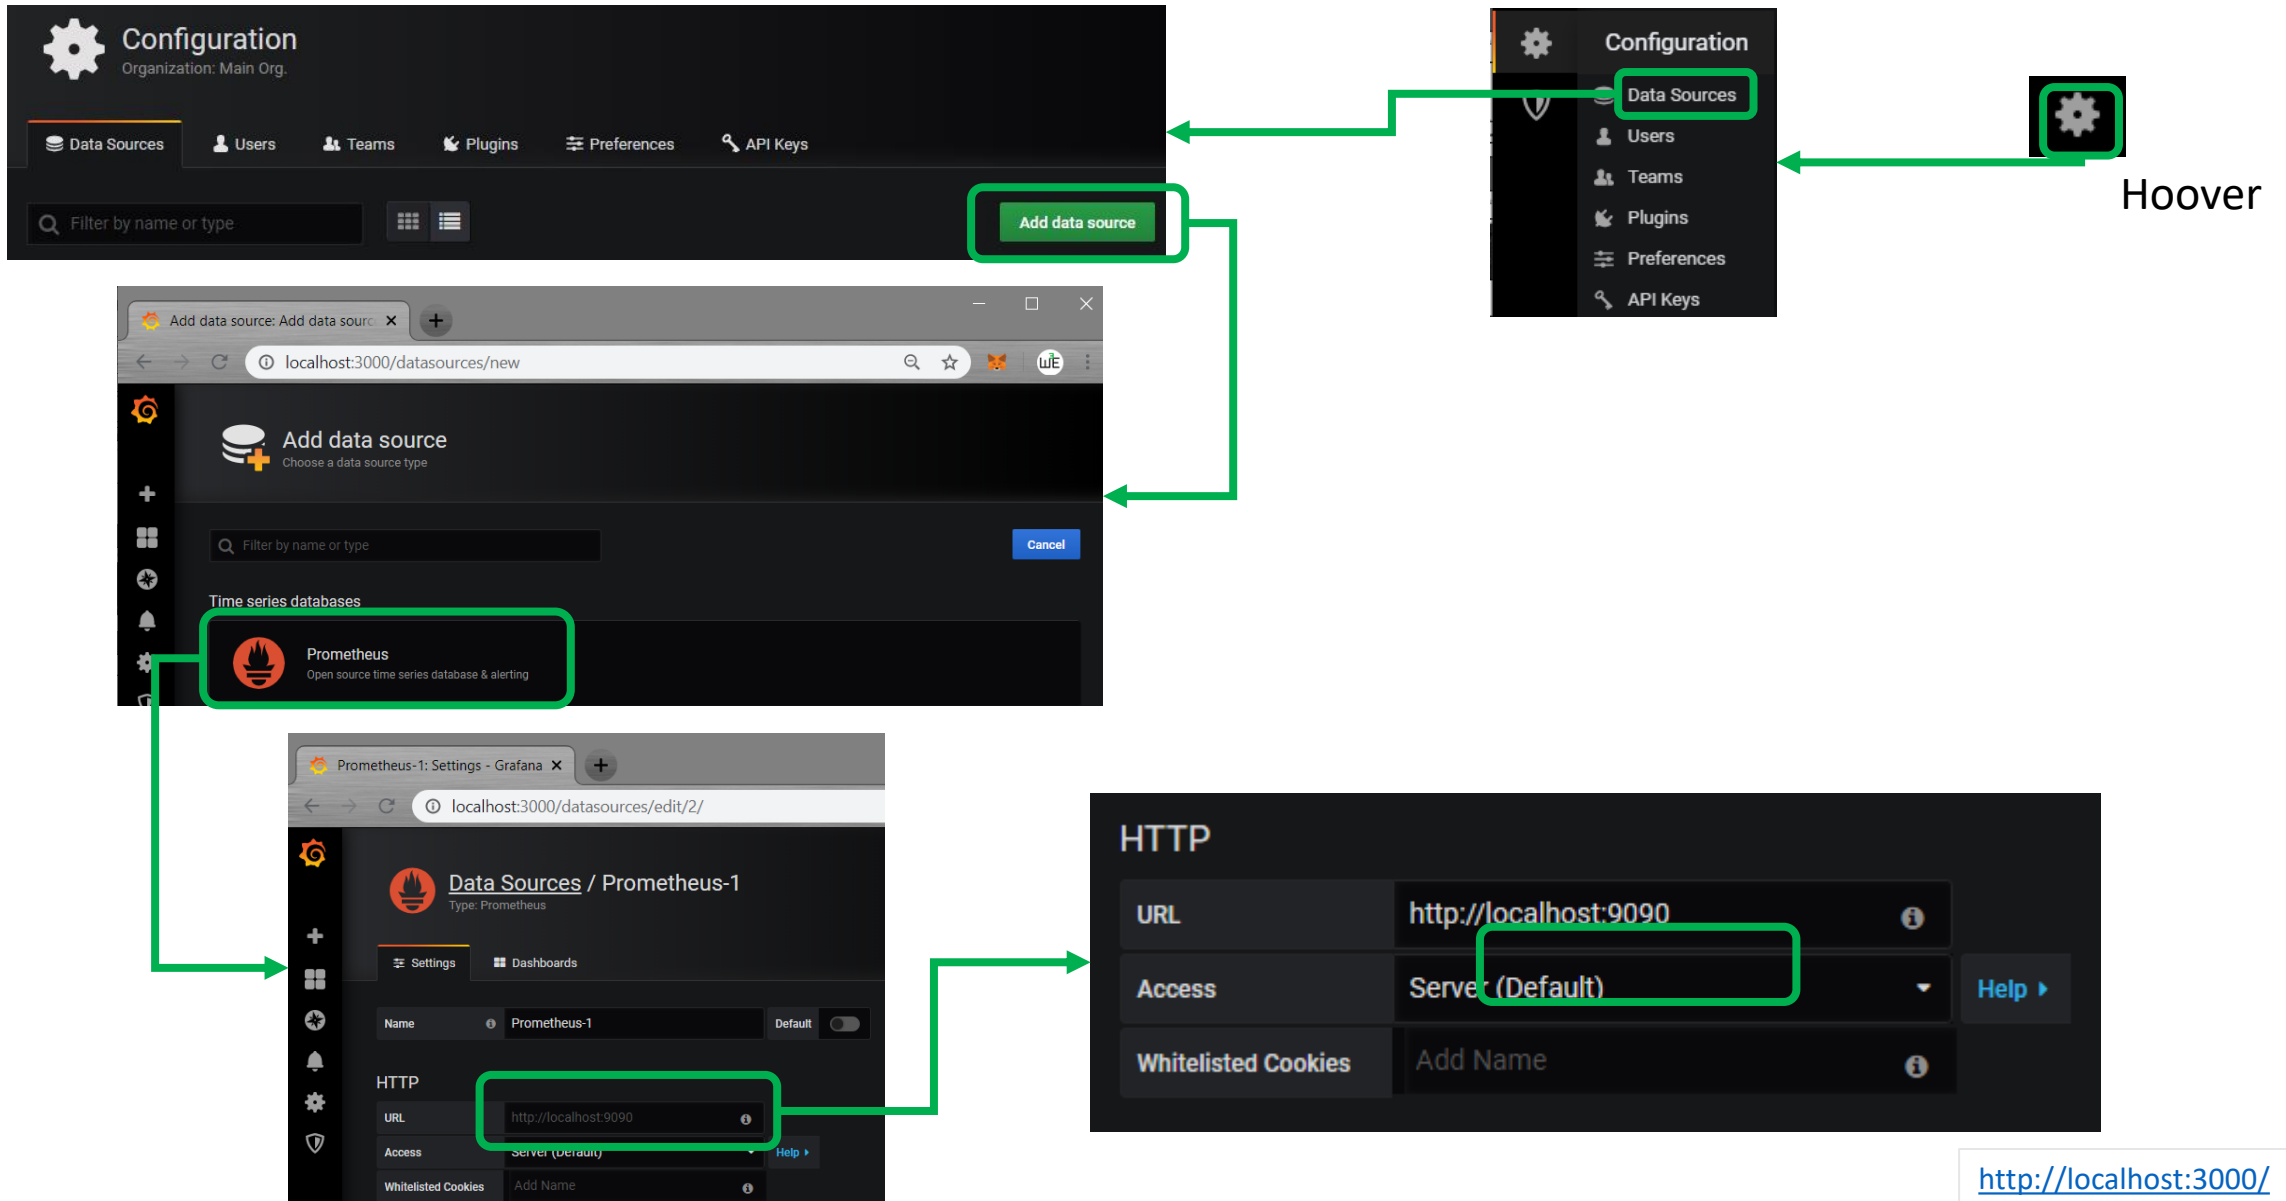 Configuration
Organization: Main Org.
Data Sources
Users
Teams
Plugins
Preferences
API Keys
Filter by name or type
Add data source
Configuration
Data Sources
Users
Teams
Plugins
Preferences
API Keys
Hoover
Add data source: Add data sourc
localhost:3000/datasources/new
Add data source
Choose a data source type
Filter by name or type
Cancel
Time series databases
Prometheus
Open source time series database & alerting
Prometheus-1: Settings - Grafana
localhost:3000/datasources/edit/2/
Data Sources / Prometheus-1
Type: Prometheus
Settings
Dashboards
Name
Prometheus-1
Default
HTTP
URL
http://localhost:9090
Access
Server (Default)
Help
Whitelisted Cookies
Add Name
HTTP
URL
http://localhost:9090
Access
Server (Default)
Help
Whitelisted Cookies
Add Name
http://localhost:3000/